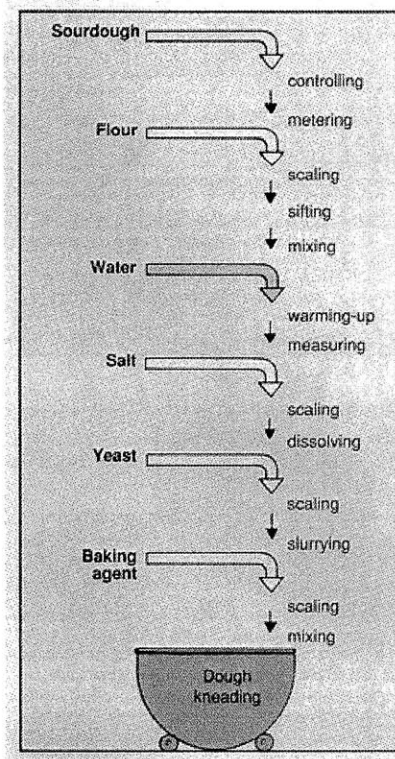 Sourdough
controlling
metering
Flour
scaling
sifting
mixing
Water
warming-up
measuring
Salt
scaling
dissolving
Yeast
scaling
slurrying
Baking
agent
scaling
mixing
Dough
kneading